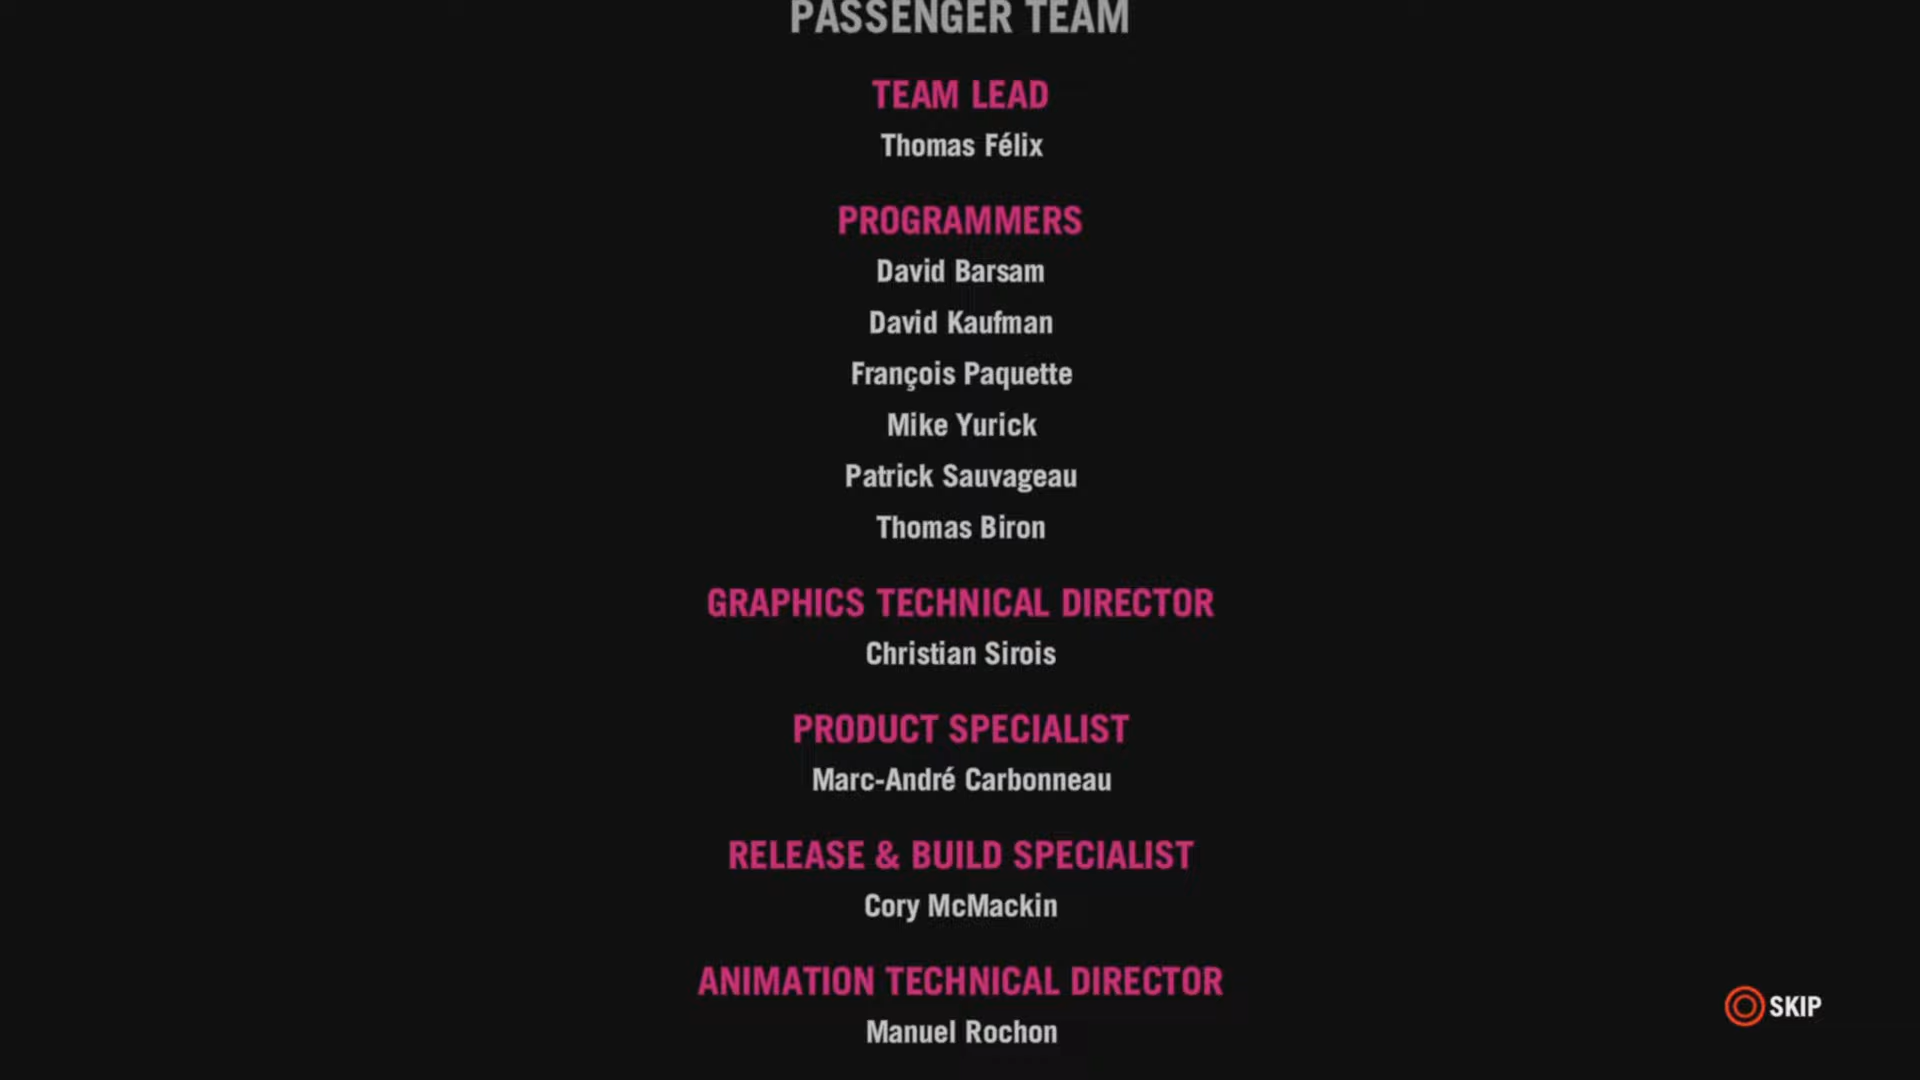 PASSENGER TEAM
TEAM LEAD
Thomas Félix
PROGRAMMERS
David Barsam
David Kaufman
François Paquette
Mike Yurick
Patrick Sauvageau
Thomas Biron
GRAPHICS TECHNICAL DIRECTOR
Christian Sirois
PRODUCT SPECIALIST
Marc-André Carbonneau
RELEASE & BUILD SPECIALIST
Cory McMackin
ANIMATION TECHNICAL DIRECTOR
Manuel Rochon
SKIP